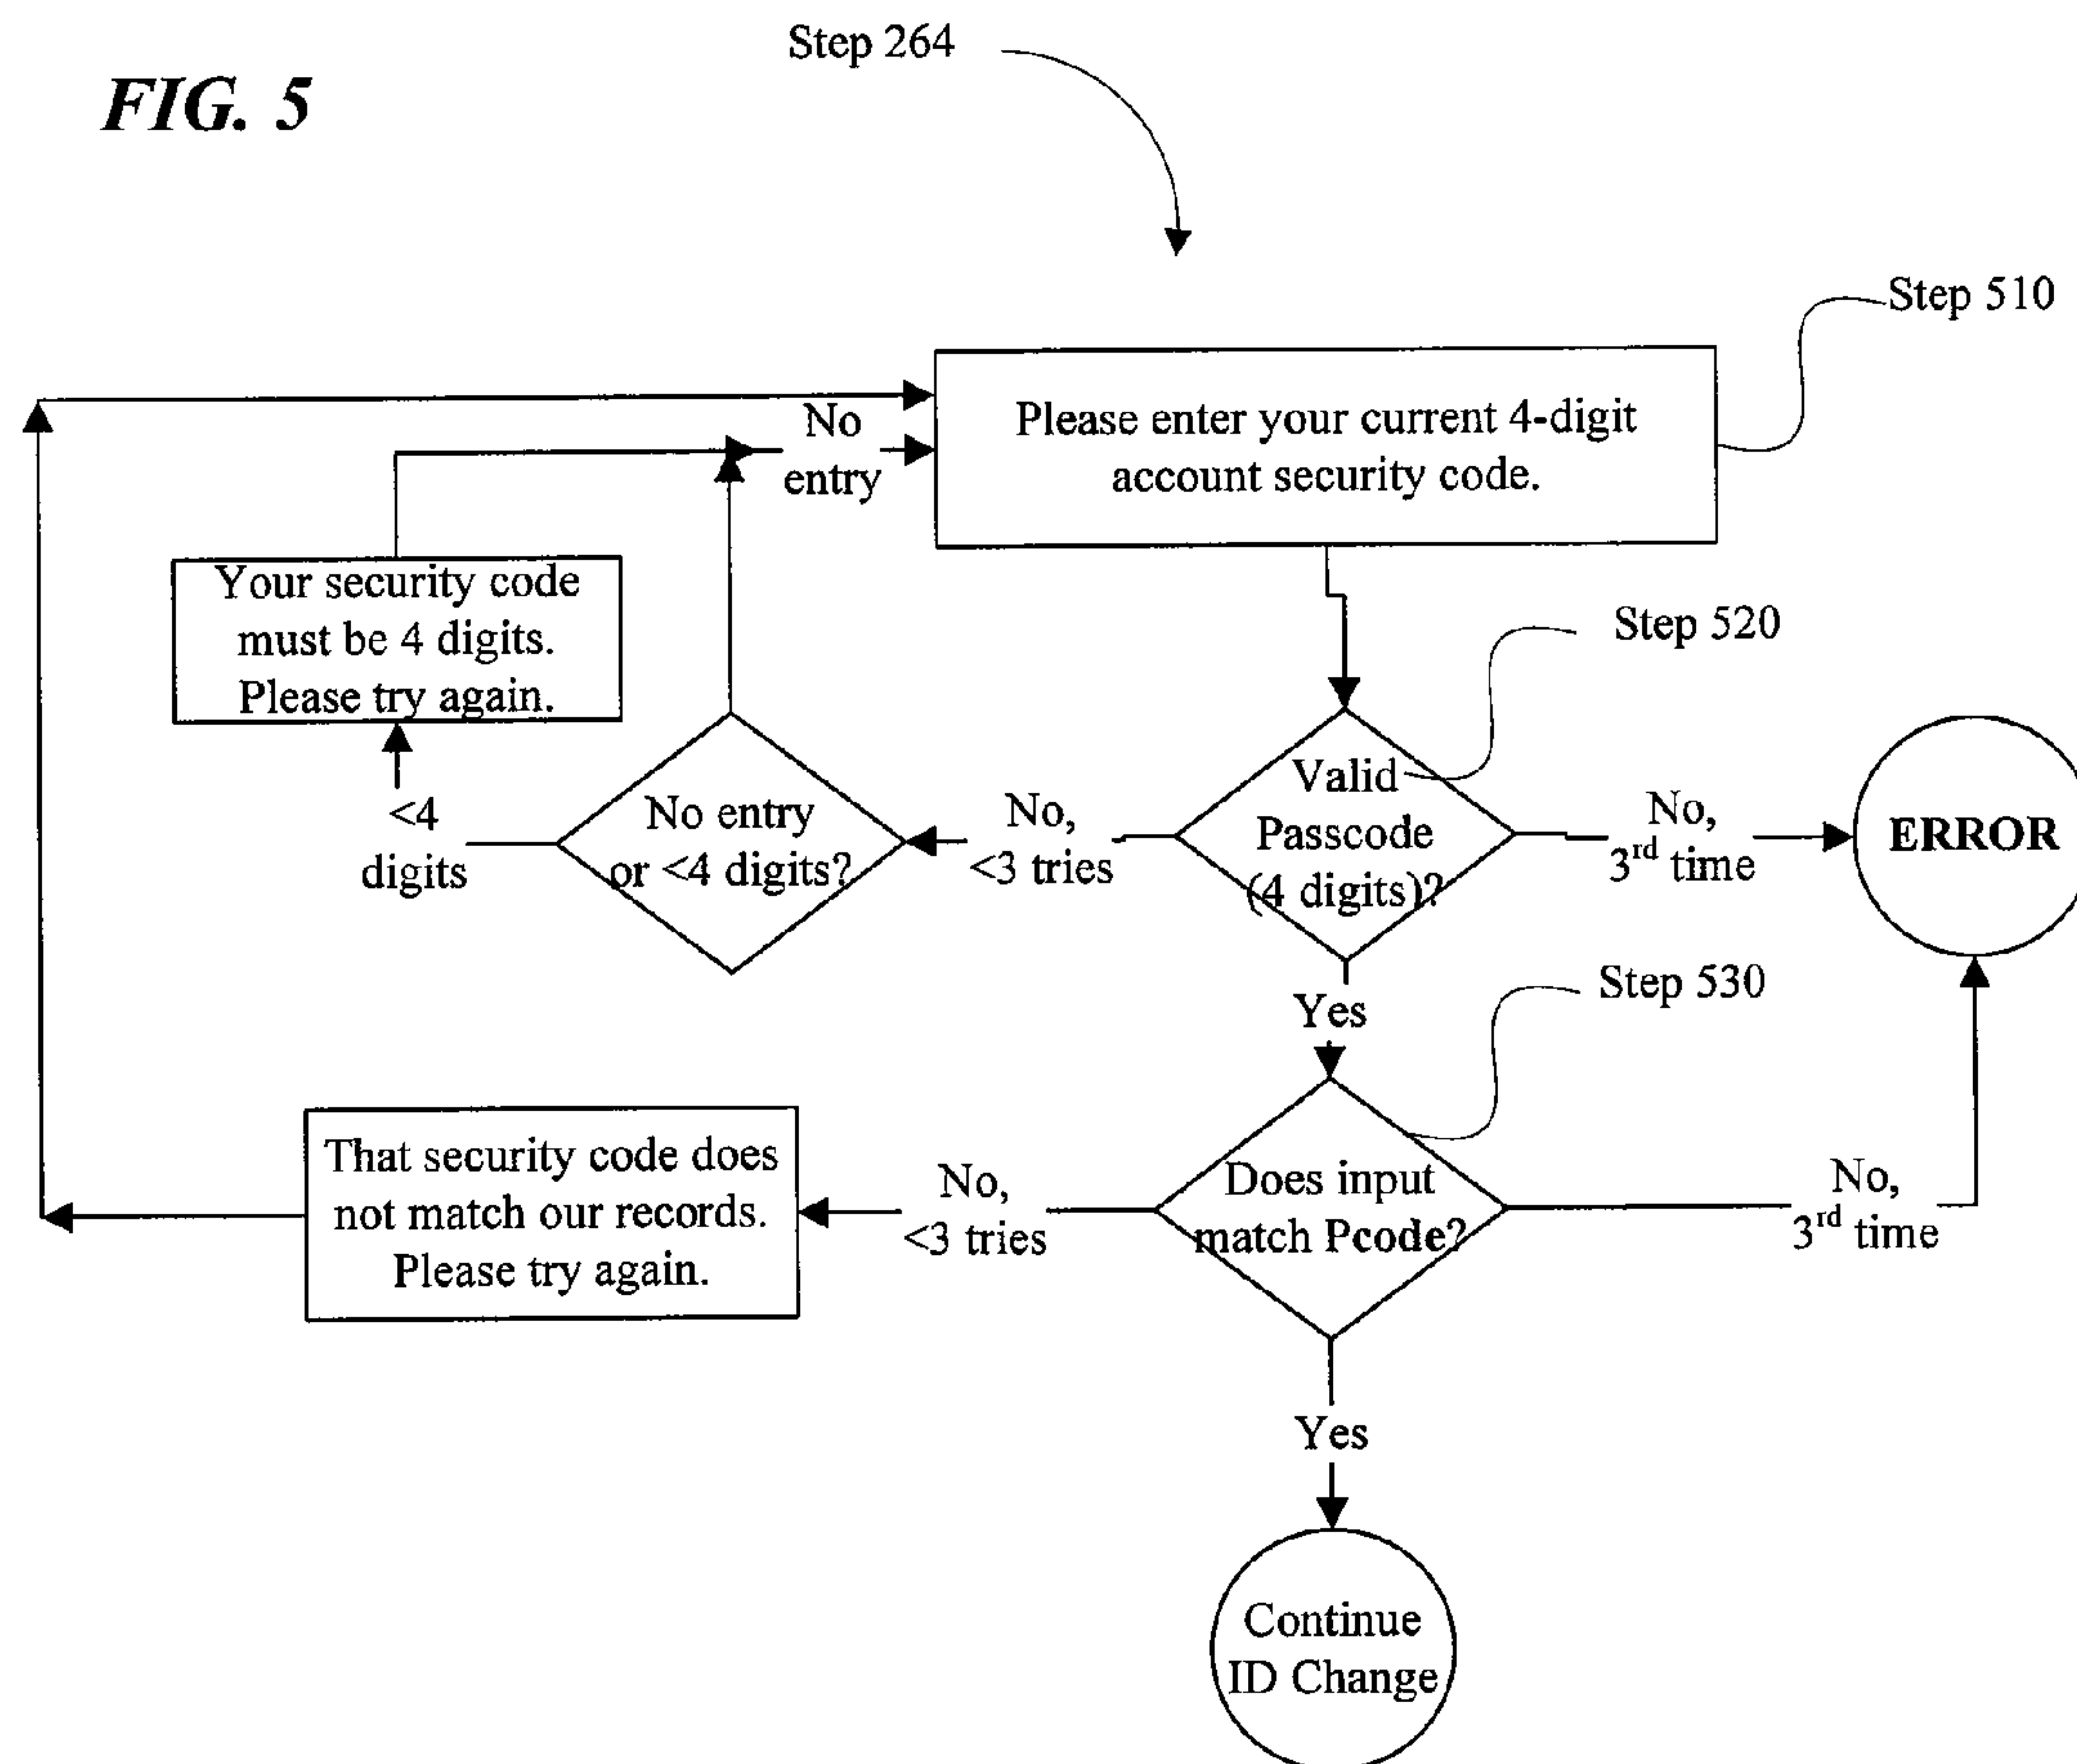 FIG. 5
Step 264
Step 510
Please enter your current 4-digit
account security code.
No
entry
Your security code
must be 4 digits.
Please try again.
Step 520
<4
digits
No entry
or <4 digits?
No,
<3 tries
Valid
Passcode
(4 digits)?
No,
3rd time
ERROR
Yes
Step 530
That security code does
not match our records.
Please try again.
No,
<3 tries
Does input
match Pcode?
No,
3rd time
Yes
Continue
ID Change